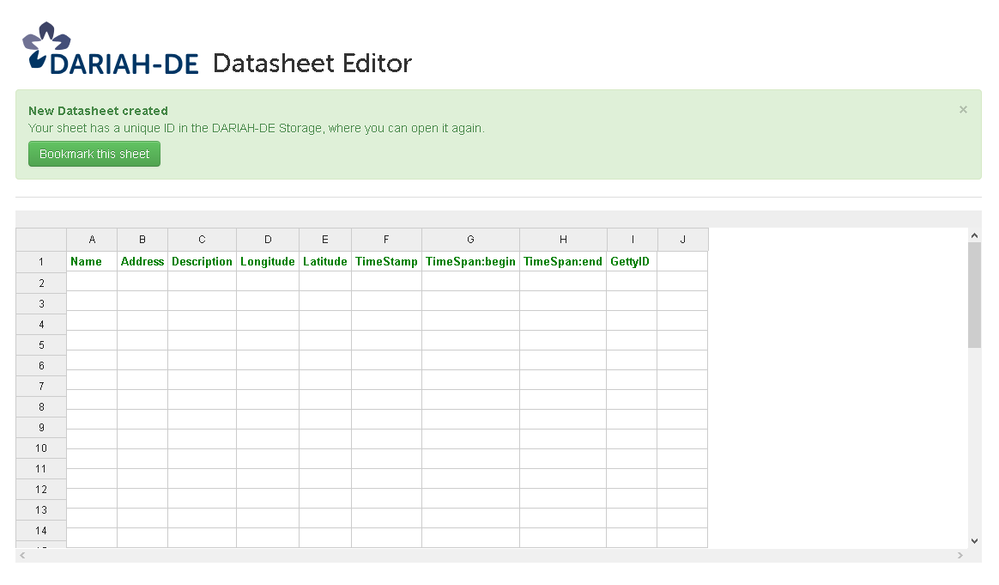 DARIAH-DE Datasheet Editor
New Datasheet created ×
Your sheet has a unique ID in the DARIAH-DE Storage, where you can open it again.
Bookmark this sheet
A B C D E F G H I J
1 Name Address Description Longitude Latitude TimeStamp TimeSpan:begin TimeSpan:end GettyID
2
3
4
5
6
7
8
9
10
11
12
13
14